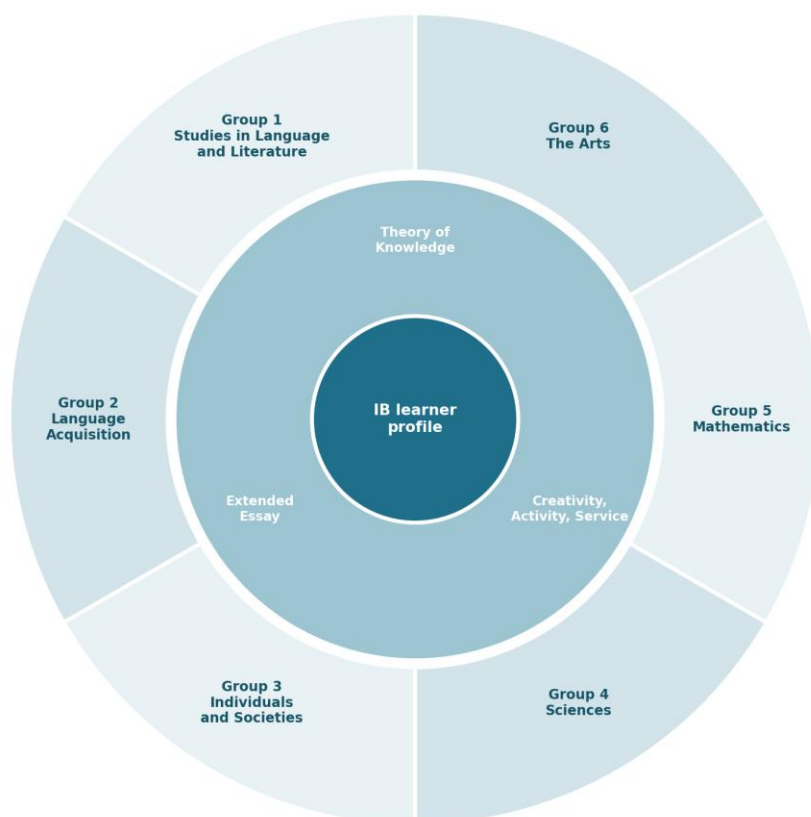 Group 1
Studies in Language
and Literature
Group 6
The Arts
Theory of
Knowledge
Group 2
Language
Acquisition
IB learner
profile
Group 5
Mathematics
Extended
Essay
Creativity,
Activity, Service
Group 3
Individuals
and Societies
Group 4
Sciences